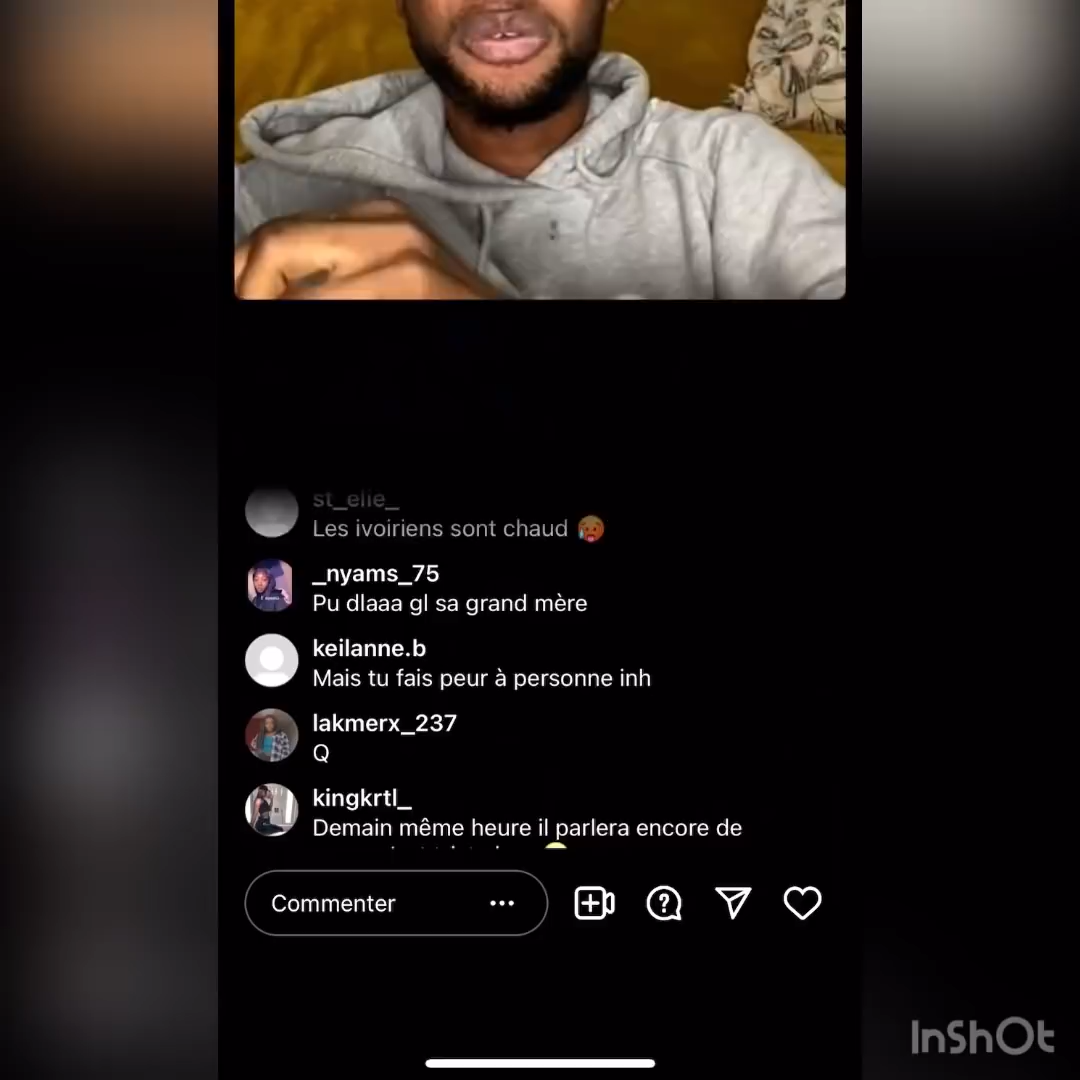 st_elie_
Les ivoiriens sont chaud 🥵
_nyams_75
Pu dlaaa gl sa grand mère
keilanne.b
Mais tu fais peur à personne inh
lakmerx_237
Q
kingkrtl_
Demain même heure il parlera encore de
Commenter
InShOt